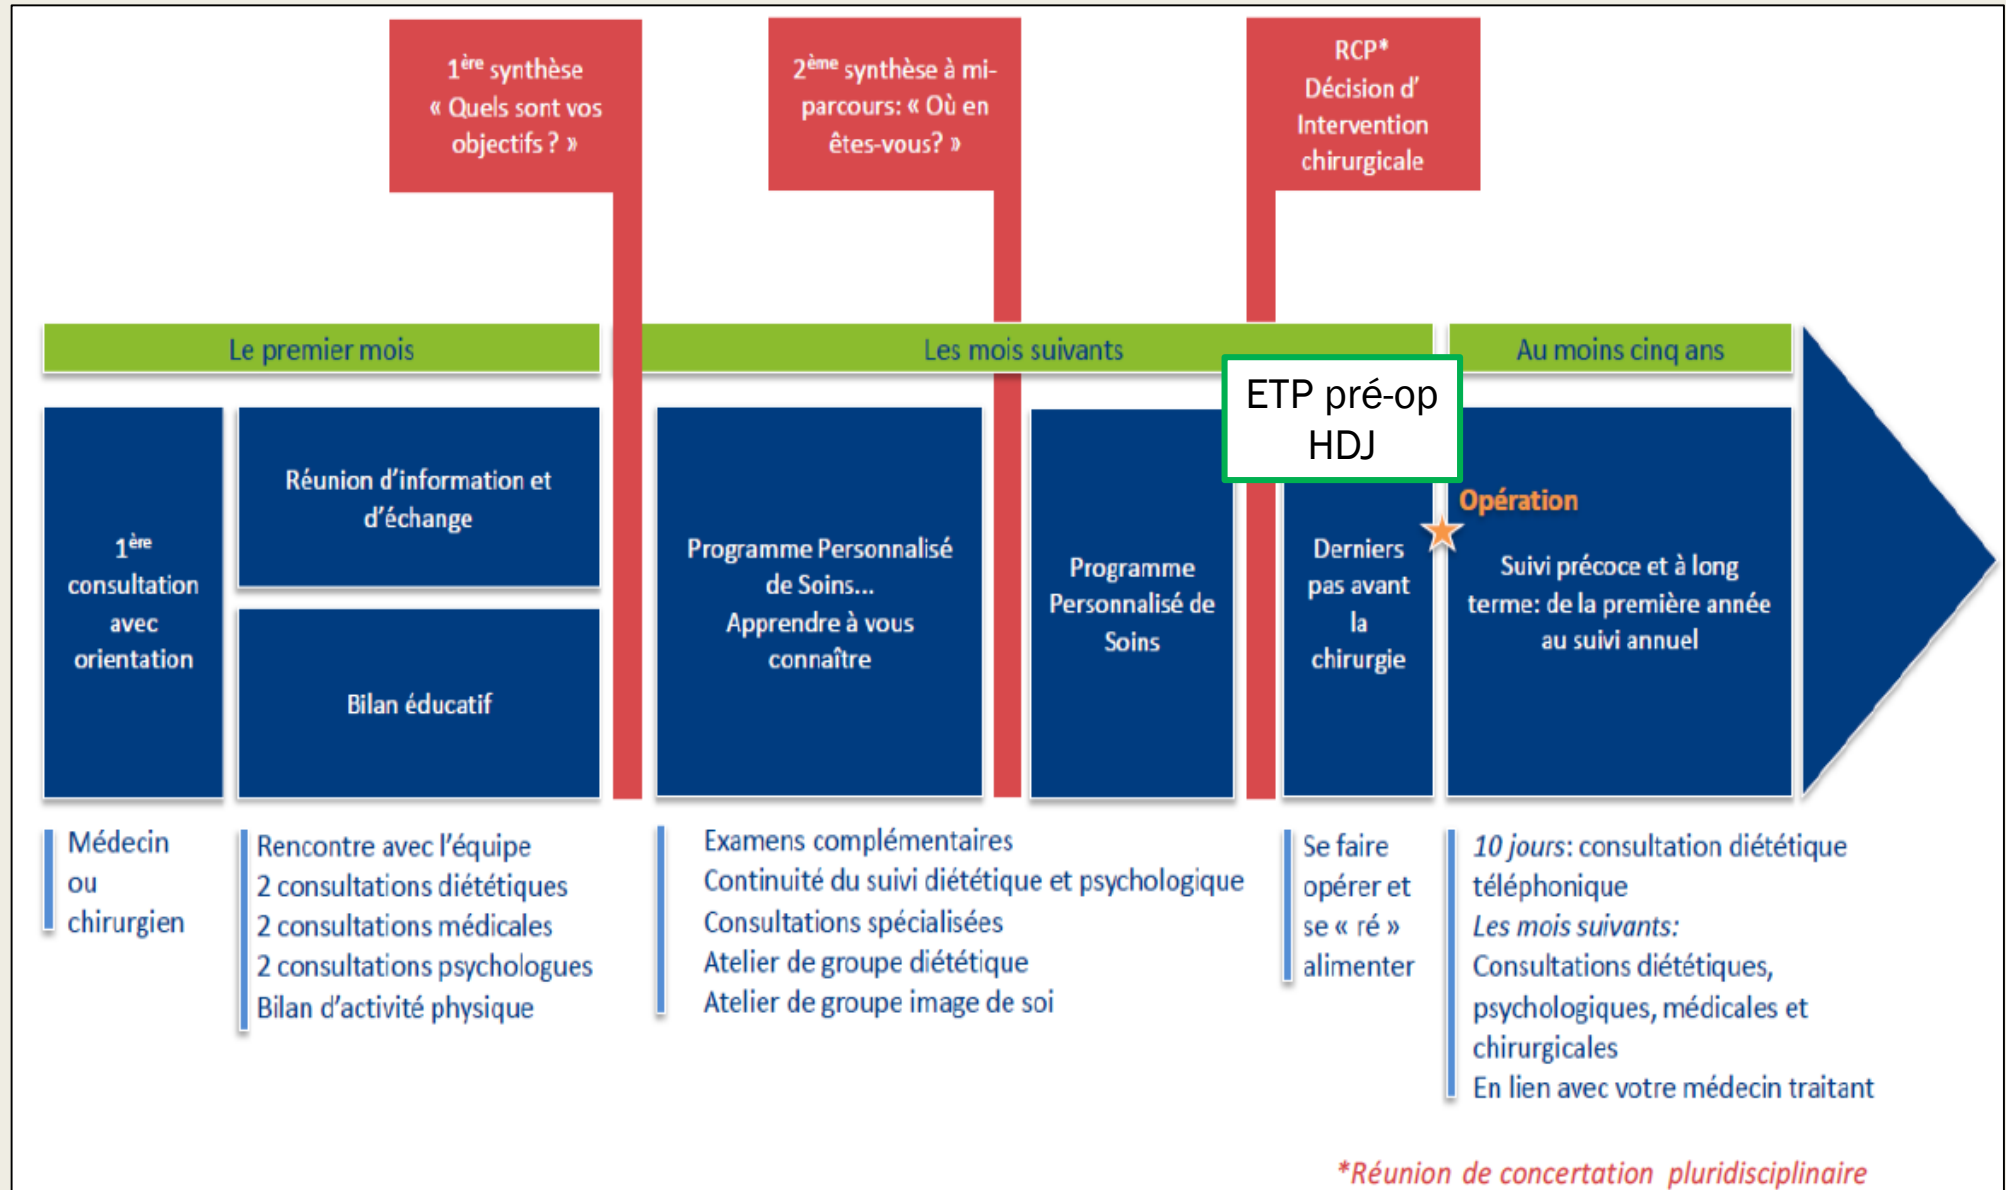 1ère synthèse
« Quels sont vos
objectifs ? »
2ème synthèse à mi-
parcours: « Où en
êtes-vous? »
RCP*
Décision d’
Intervention
chirurgicale
Le premier mois
Les mois suivants
Au moins cinq ans
ETP pré-op
HDJ
1ère
consultation
avec
orientation
Réunion d’information et
d’échange
Bilan éducatif
Programme Personnalisé
de Soins...
Apprendre à vous
connaître
Programme
Personnalisé de
Soins
Derniers
pas avant
la
chirurgie
Opération
Suivi précoce et à long
terme: de la première année
au suivi annuel
Médecin
ou
chirurgien
Rencontre avec l’équipe
2 consultations diététiques
2 consultations médicales
2 consultations psychologues
Bilan d’activité physique
Examens complémentaires
Continuité du suivi diététique et psychologique
Consultations spécialisées
Atelier de groupe diététique
Atelier de groupe image de soi
Se faire
opérer et
se « ré »
alimenter
10 jours: consultation diététique
téléphonique
Les mois suivants:
Consultations diététiques,
psychologiques, médicales et
chirurgicales
En lien avec votre médecin traitant
*Réunion de concertation pluridisciplinaire